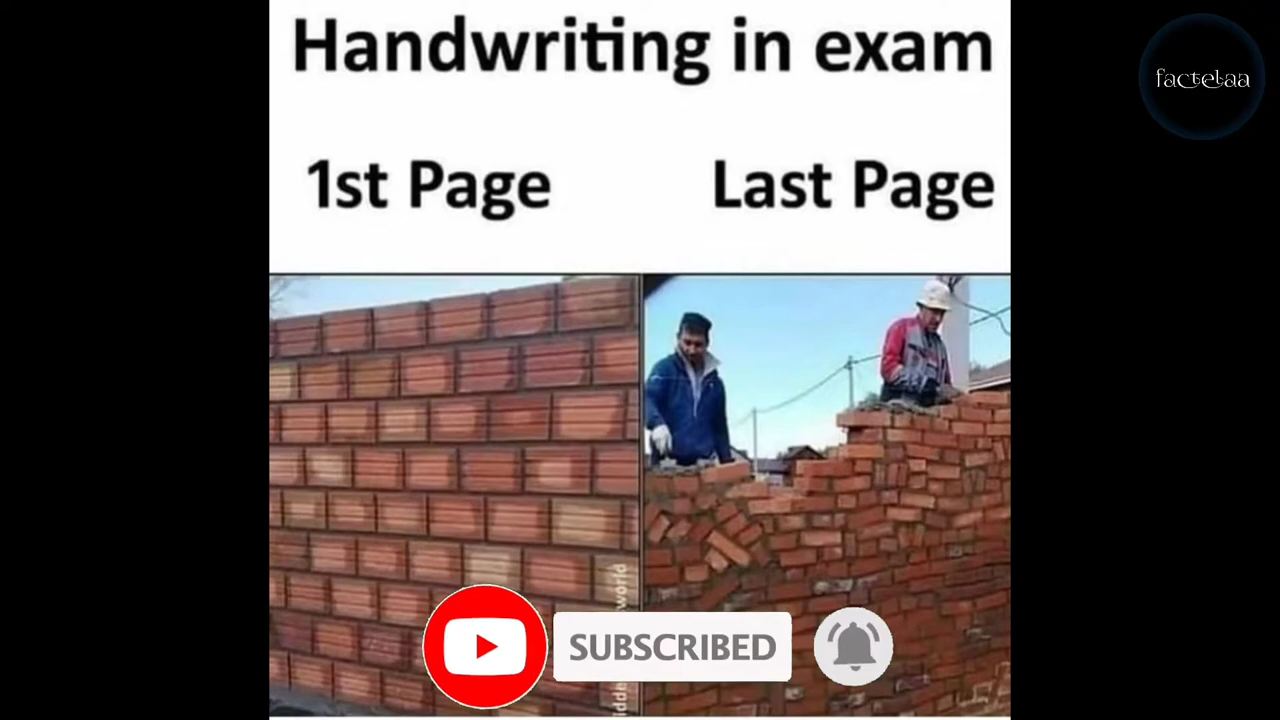 Handwriting in exam
1st Page
Last Page
factelaa
SUBSCRIBED